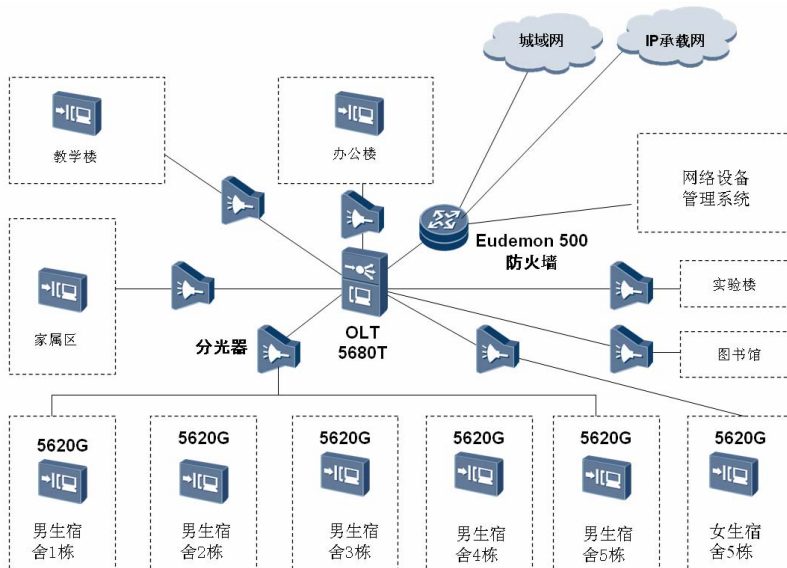 城域网
IP承载网
教学楼
办公楼
网络设备
管理系统
Eudemon 500
防火墙
家属区
分光器
OLT
5680T
实验楼
图书馆
5620G
5620G
5620G
5620G
5620G
5620G
男生宿
舍1栋
男生宿
舍2栋
男生宿
舍3栋
男生宿
舍4栋
男生宿
舍5栋
女生宿
舍5栋